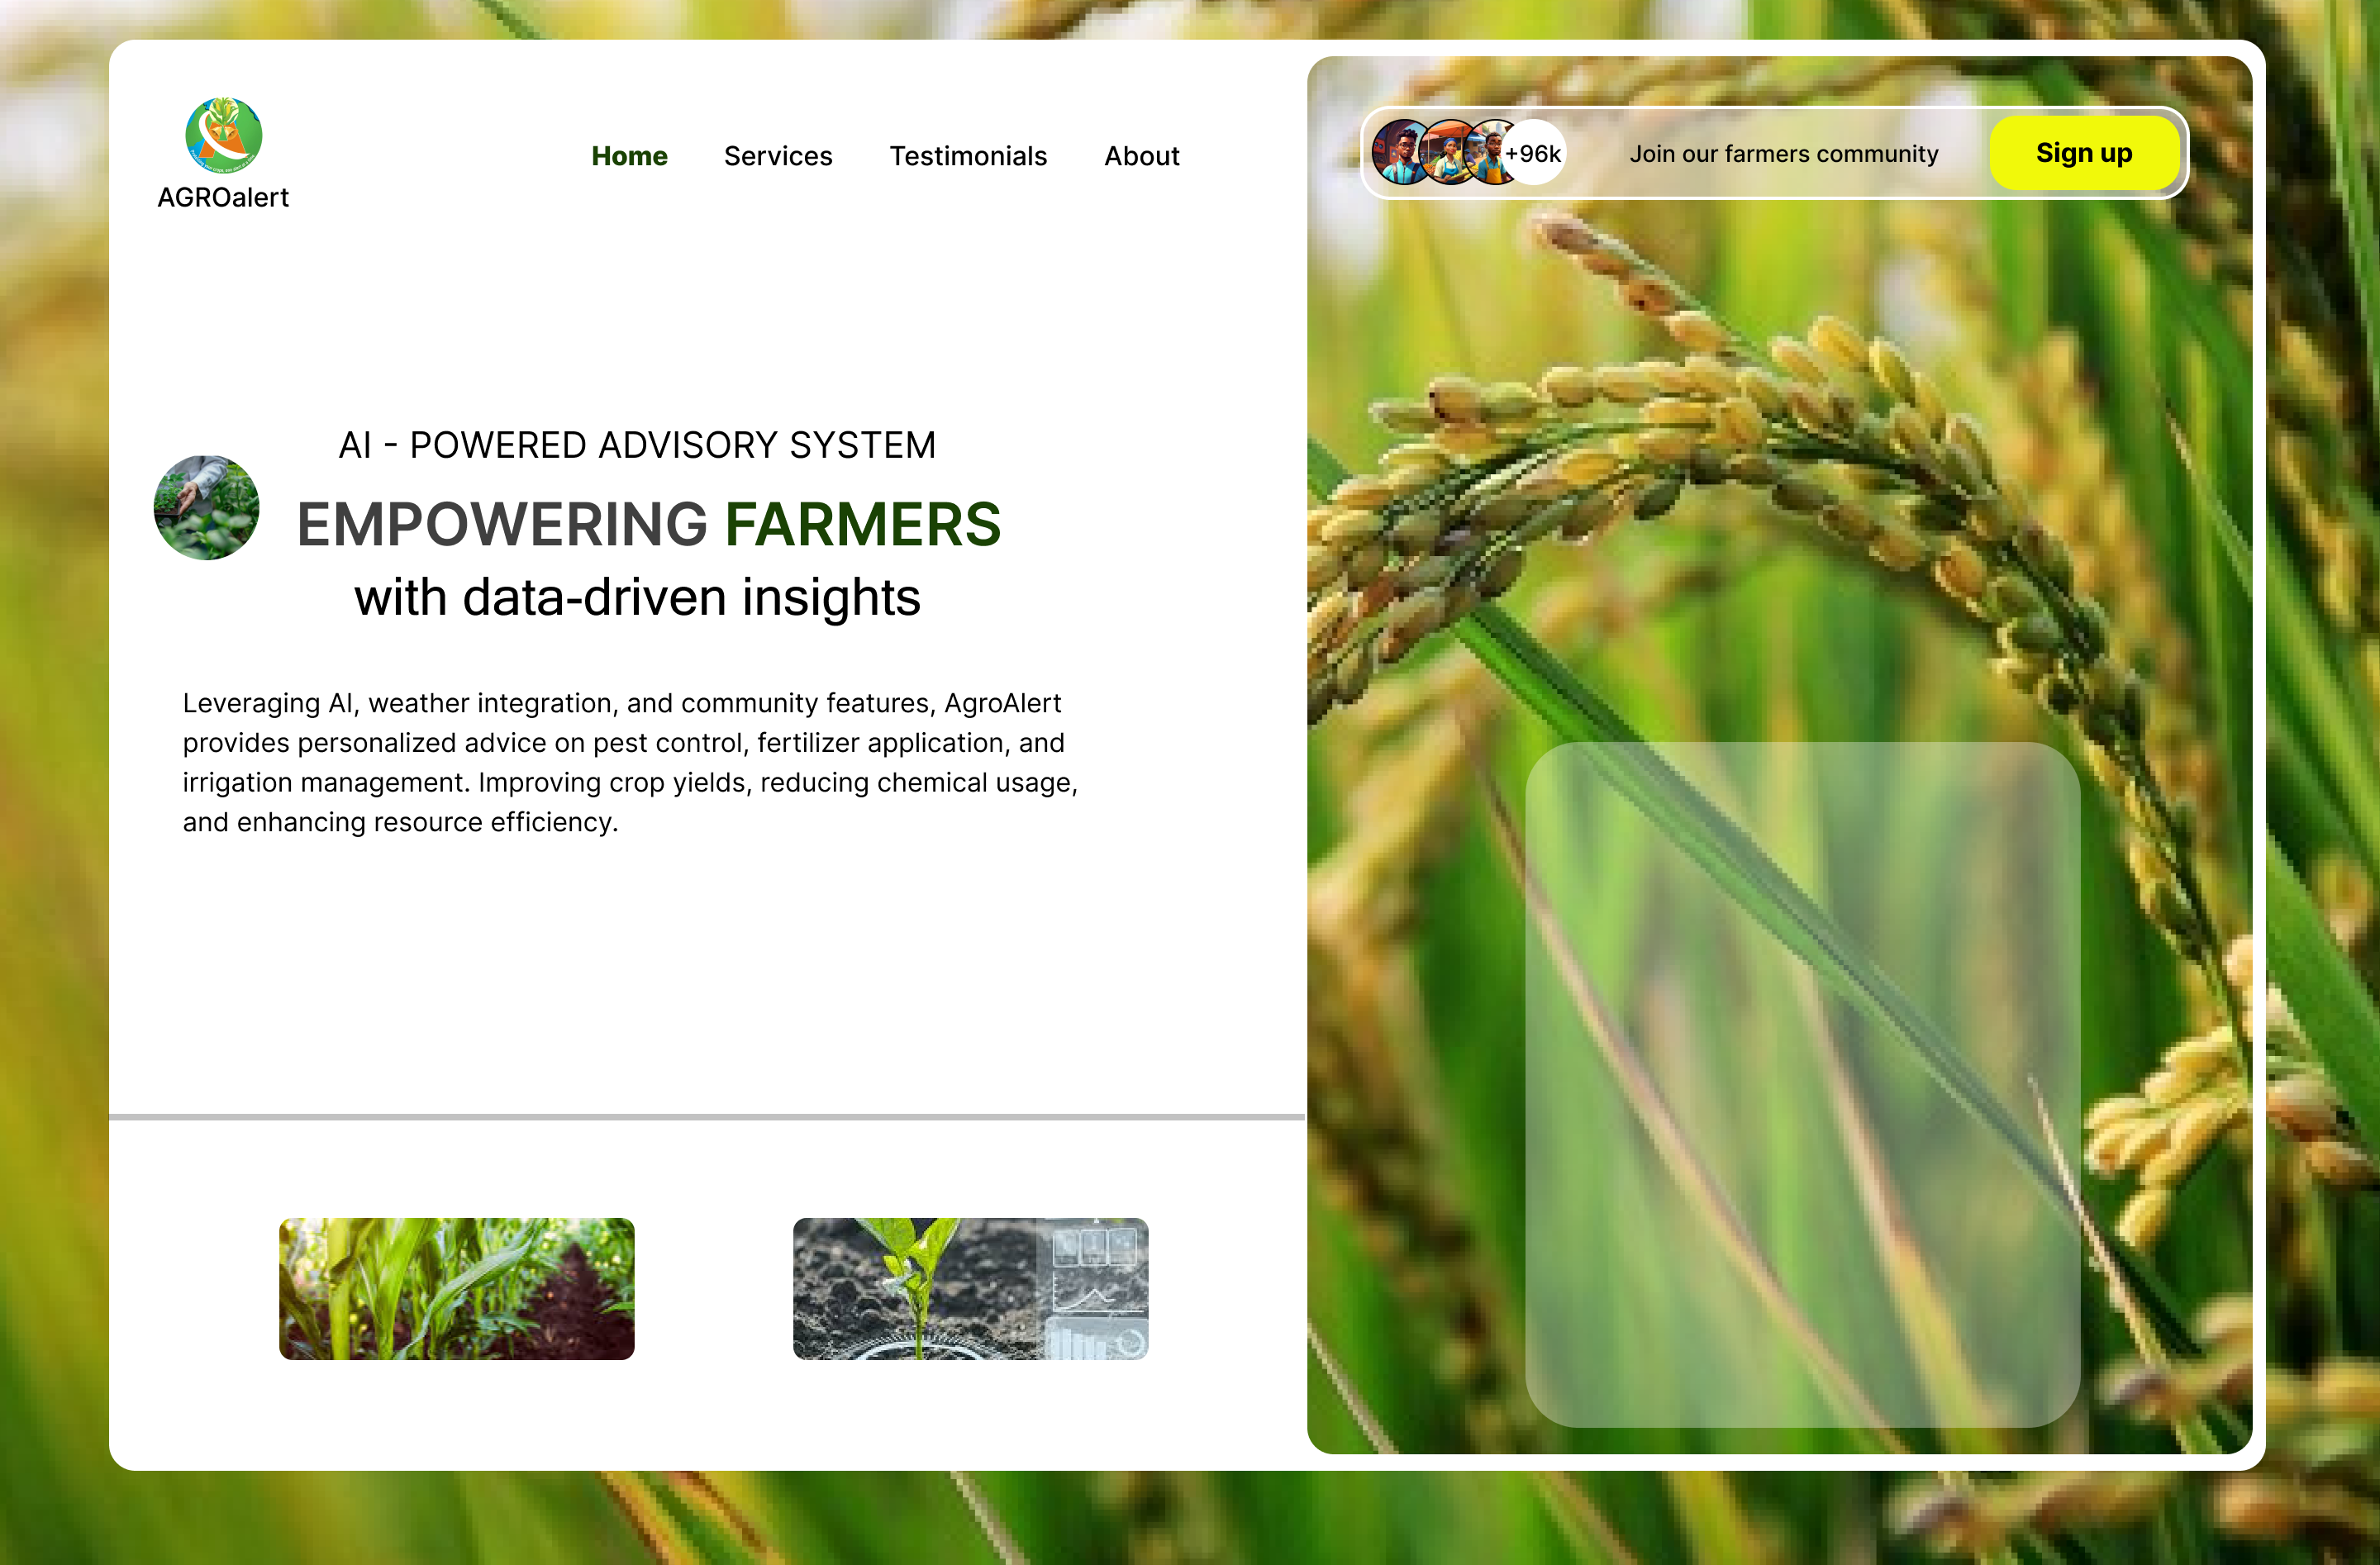 AGROalert
Home Services Testimonials About
+96k Join our farmers community Sign up
AI - POWERED ADVISORY SYSTEM
EMPOWERING FARMERS
with data-driven insights
Leveraging AI, weather integration, and community features, AgroAlert
provides personalized advice on pest control, fertilizer application, and
irrigation management. Improving crop yields, reducing chemical usage,
and enhancing resource efficiency.